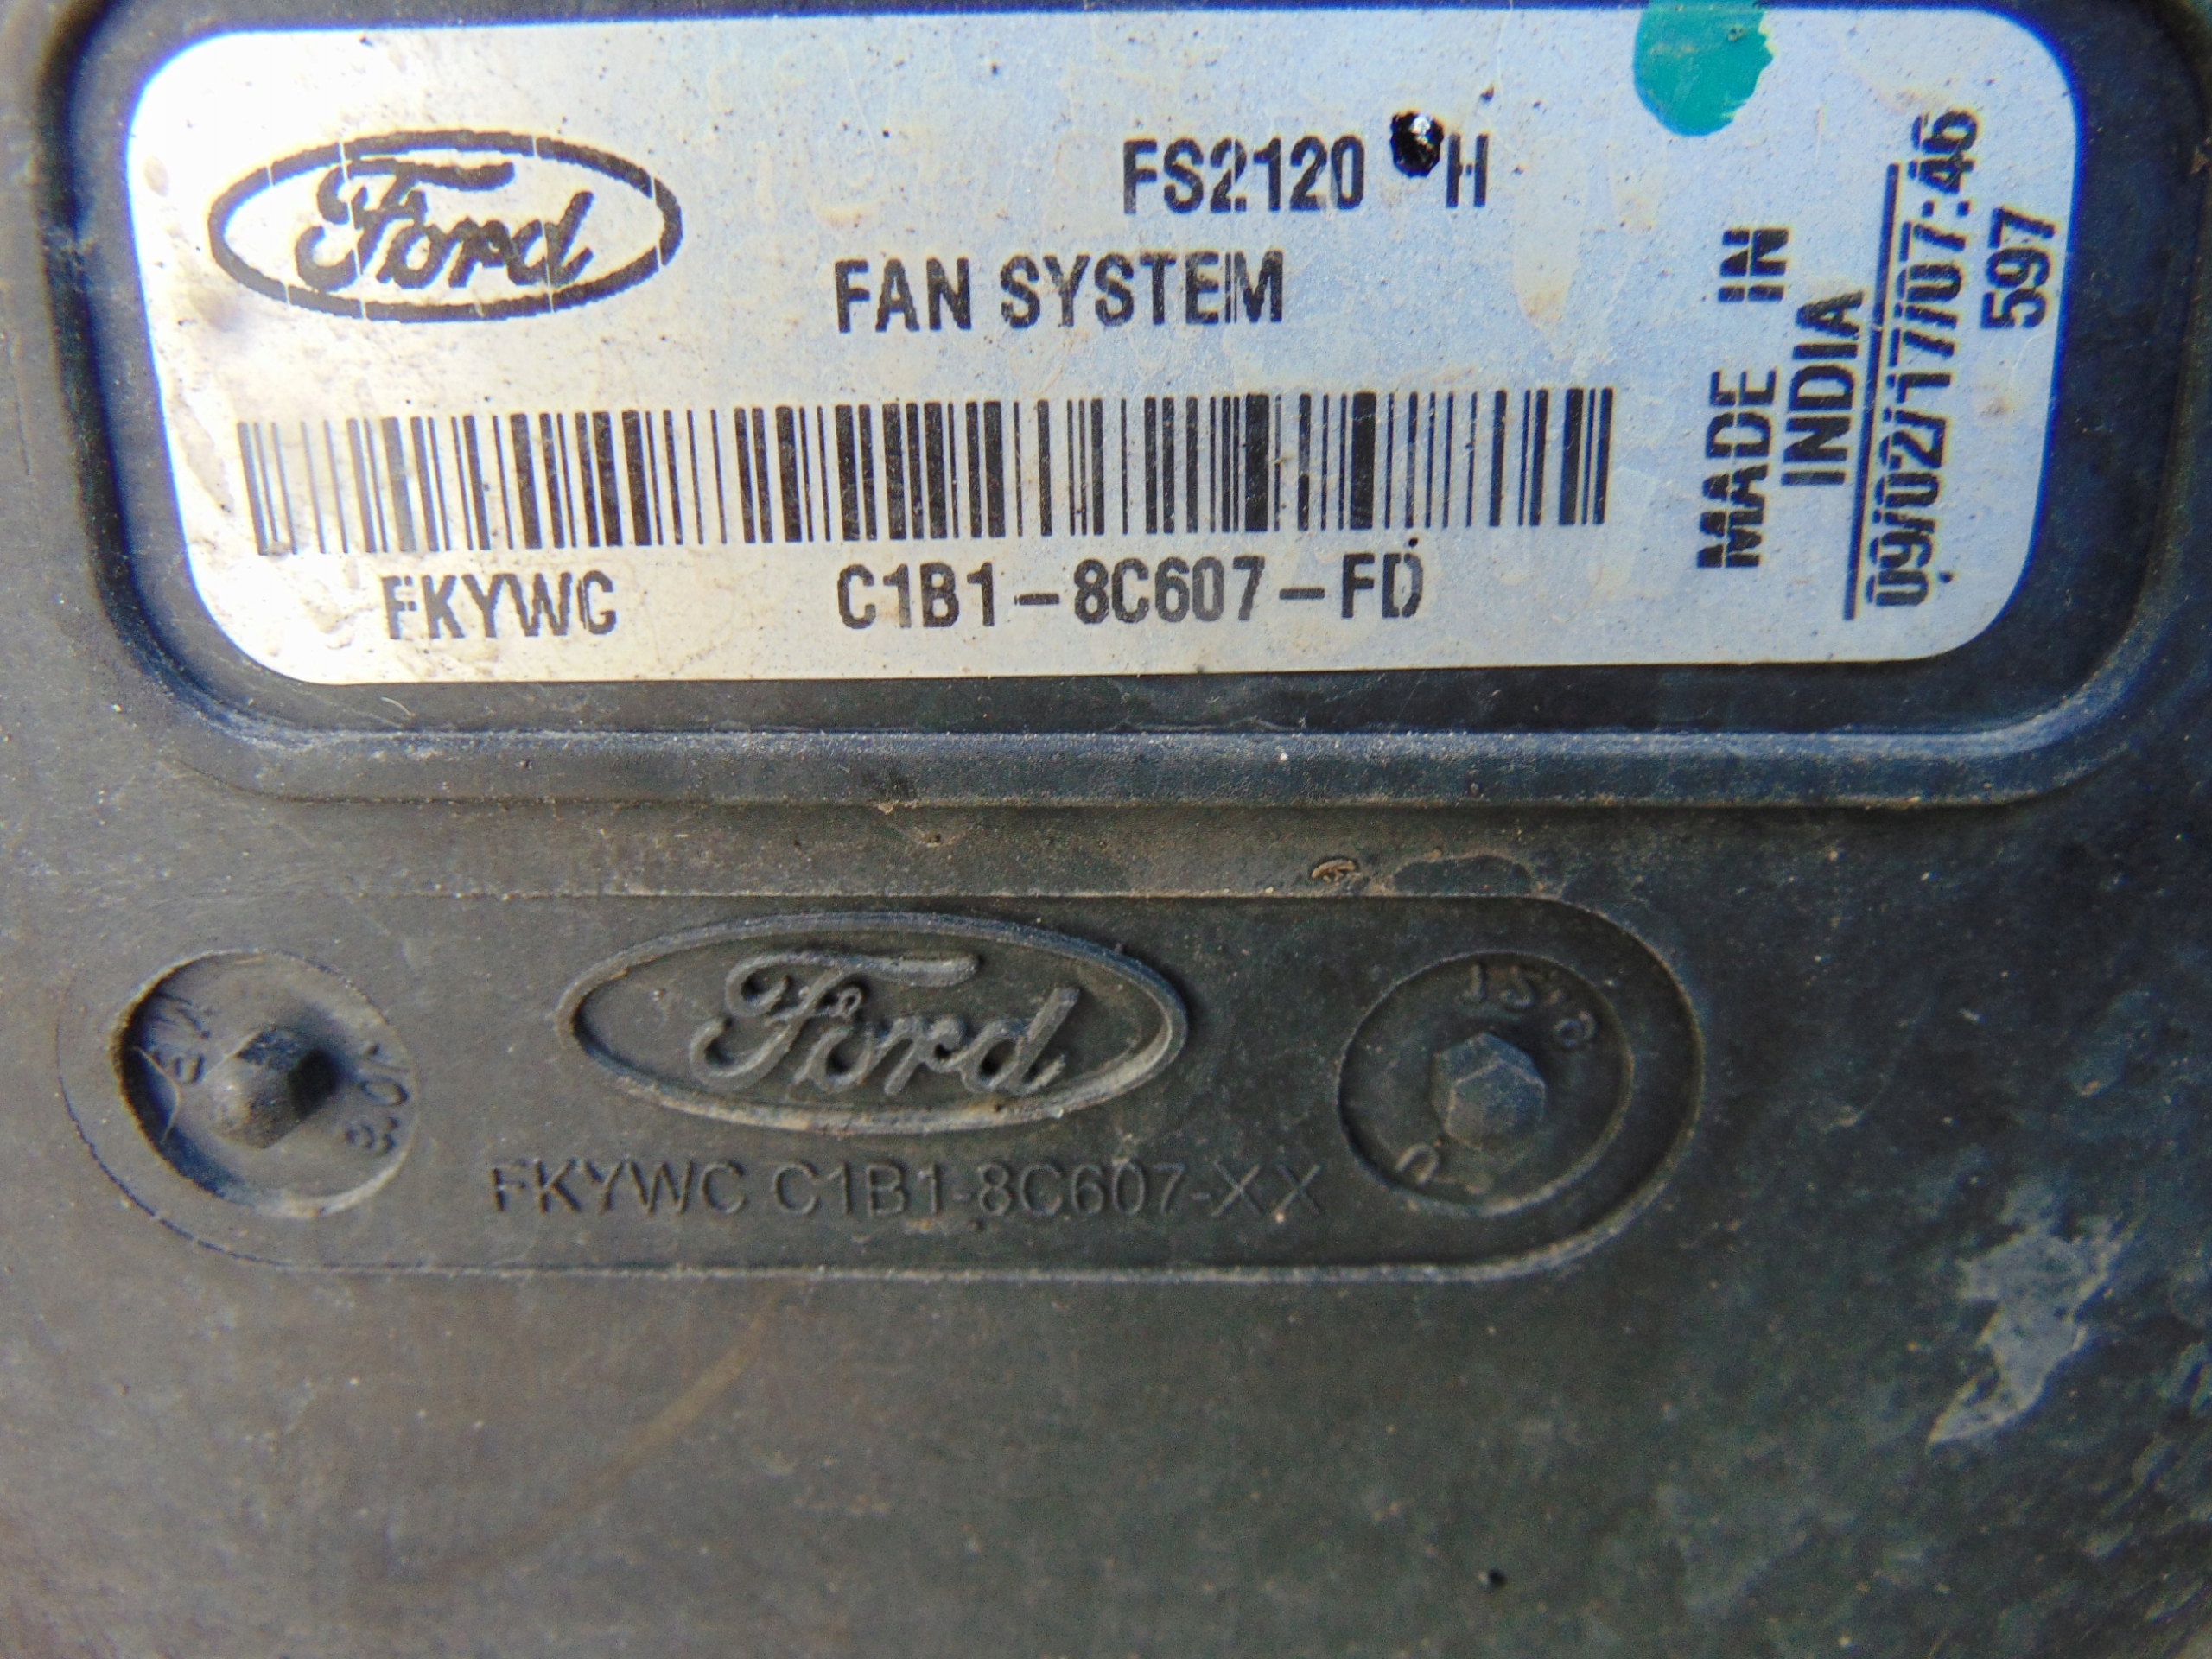 Ford
FS2120 H
FAN SYSTEM
FKYWC C1B1-8C607-FD
MADE IN
INDIA
09/02/17/07:46
597
Ford
FKYWC C1B1-8C607-XX